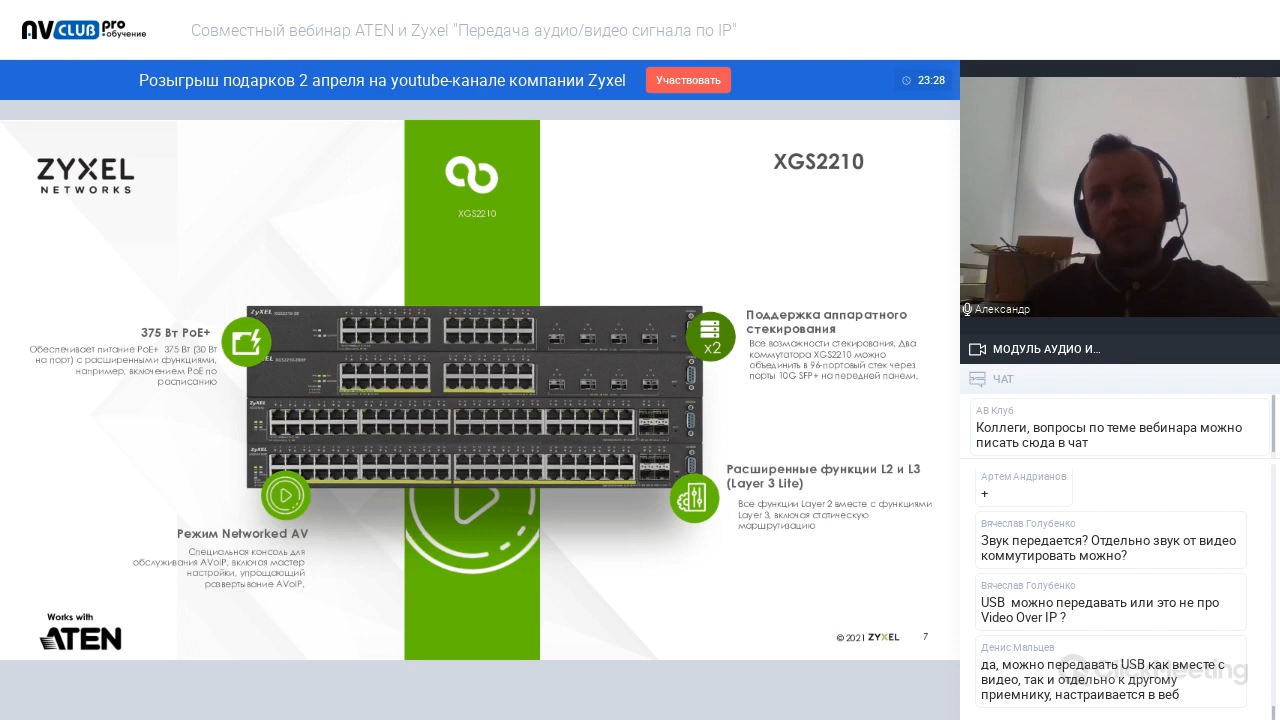 AVCLUBpro
обучение
Совместный вебинар ATEN и Zyxel "Передача аудио/видео сигнала по IP"
Розыгрыш подарков 2 апреля на youtube-канале компании Zyxel
Участвовать
23:28
ZYXEL
NETWORKS
XGS2210
XGS2210
375 Вт PoE+
Обеспечивает питание PoE+ 375 Вт (30 Вт
на порт) с расширенными функциями,
например, включением PoE по
расписанию
Поддержка аппаратного
стекирования
Все возможности стекирования. Два
коммутатора XGS2210 можно
объединить в 96-портовый стек через
порты 10G SFP+ на передней панели.
x2
ZyXEL
ZyXEL
ZyXEL
ZyXEL
Расширенные функции L2 и L3
(Layer 3 Lite)
Все функции Layer 2 вместе с функциями
Layer 3, включая статическую
маршрутизацию
Режим Networked AV
Специальная консоль для
обслуживания AVoIP, включая мастер
настройки, упрощающий
развертывание AVoIP.
Works with
ATEN
© 2021 ZYXEL
7
Александр
МОДУЛЬ АУДИО И...
ЧАТ
АВ Клуб
Коллеги, вопросы по теме вебинара можно
писать сюда в чат
Артем Андрианов
+
Вячеслав Голубенко
Звук передается? Отдельно звук от видео
коммутировать можно?
Вячеслав Голубенко
USB можно передавать или это не про
Video Over IP ?
Денис Мальцев
да, можно передавать USB как вместе с
видео, так и отдельно к другому
приемнику, настраивается в веб
ClickMeeting